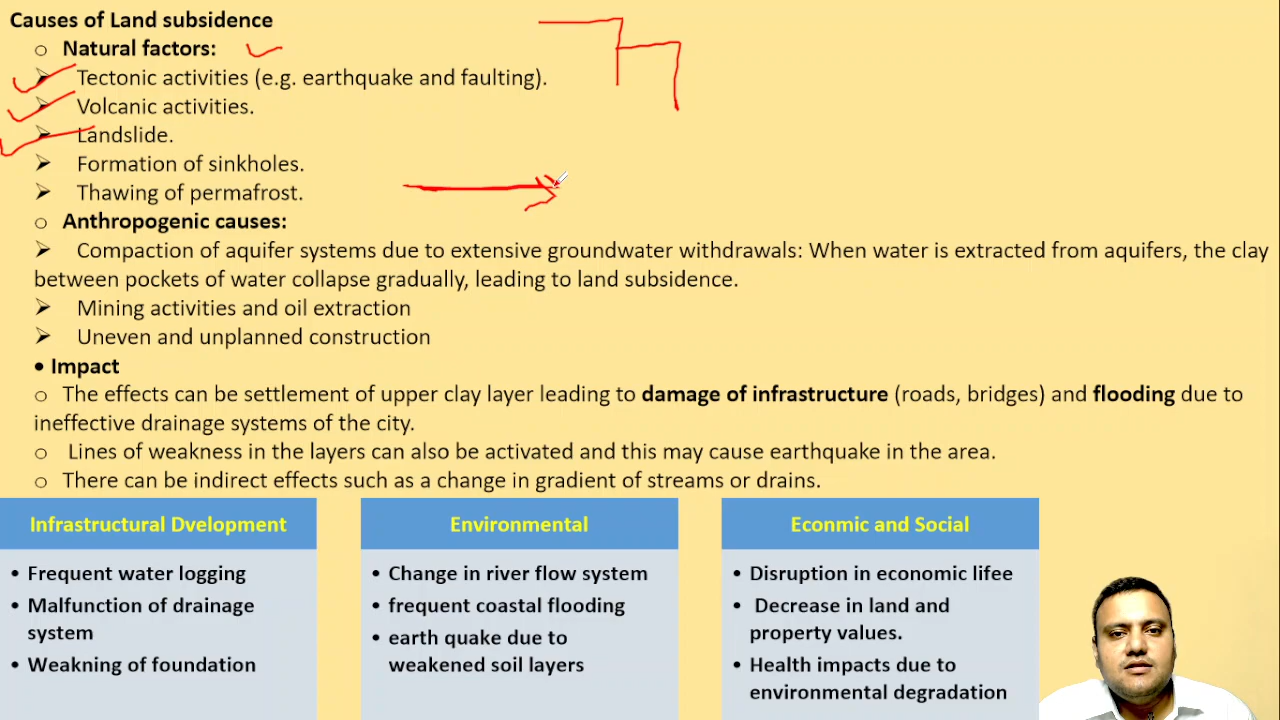 Causes of Land subsidence
o Natural factors:
➢ Tectonic activities (e.g. earthquake and faulting).
➢ Volcanic activities.
➢ Landslide.
➢ Formation of sinkholes.
➢ Thawing of permafrost.
o Anthropogenic causes:
➢ Compaction of aquifer systems due to extensive groundwater withdrawals: When water is extracted from aquifers, the clay
between pockets of water collapse gradually, leading to land subsidence.
➢ Mining activities and oil extraction
➢ Uneven and unplanned construction
• Impact
o The effects can be settlement of upper clay layer leading to damage of infrastructure (roads, bridges) and flooding due to
ineffective drainage systems of the city.
o Lines of weakness in the layers can also be activated and this may cause earthquake in the area.
o There can be indirect effects such as a change in gradient of streams or drains.
Infrastructural Dvelopment
• Frequent water logging
• Malfunction of drainage
system
• Weakning of foundation
Environmental
• Change in river flow system
• frequent coastal flooding
• earth quake due to
weakened soil layers
Econmic and Social
• Disruption in economic lifee
• Decrease in land and
property values.
• Health impacts due to
environmental degradation